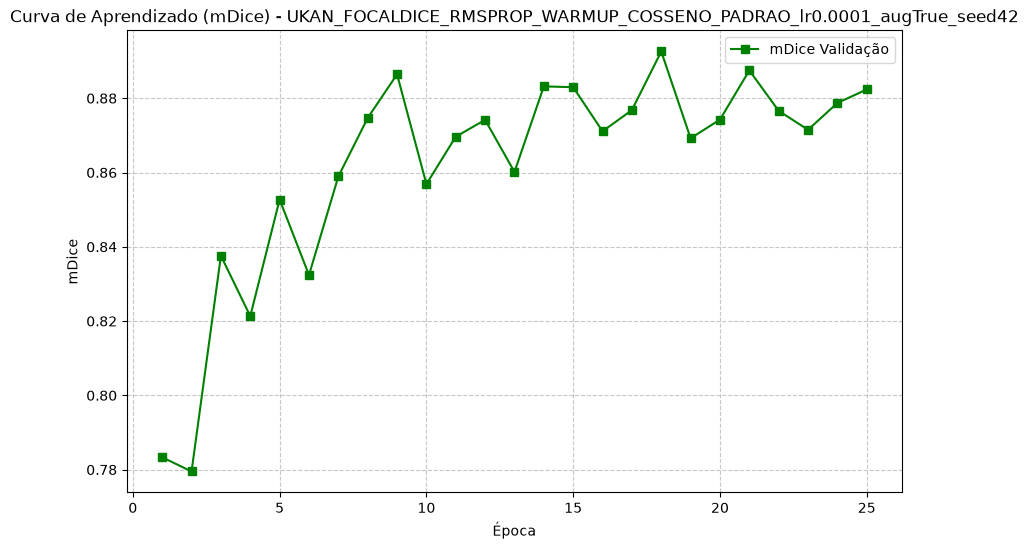 Curva de Aprendizado (mDice) - UKAN_FOCALDICE_RMSPROP_WARMUP_COSSENO_PADRAO_lr0.0001_augTrue_seed42
mDice Validação
0.88
0.86
0.84
0.82
0.80
0.78
mDice
0 5 10 15 20 25
Época